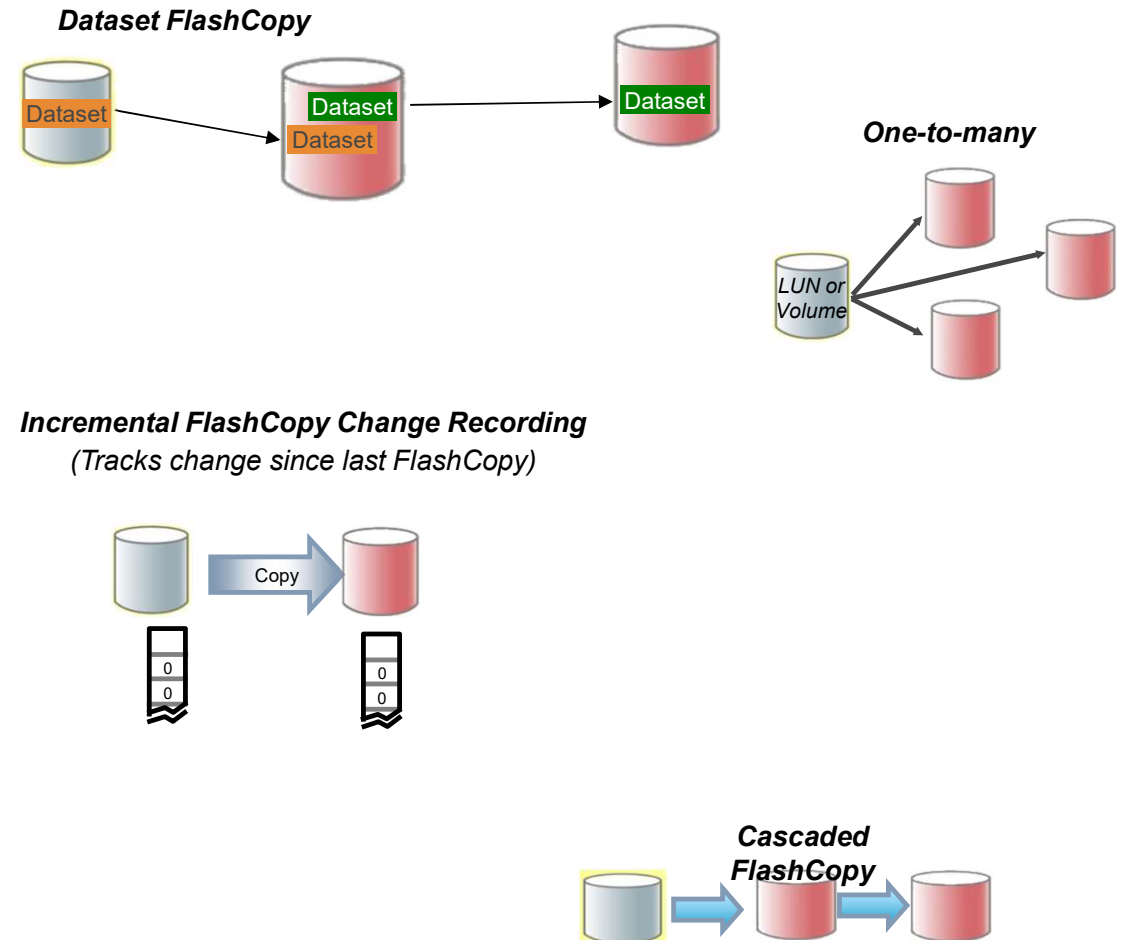 Dataset FlashCopy
Dataset
Dataset
Dataset
Dataset
One-to-many
LUN or
Volume
Incremental FlashCopy Change Recording
(Tracks change since last FlashCopy)
Copy
0
0
0
0
Cascaded
FlashCopy